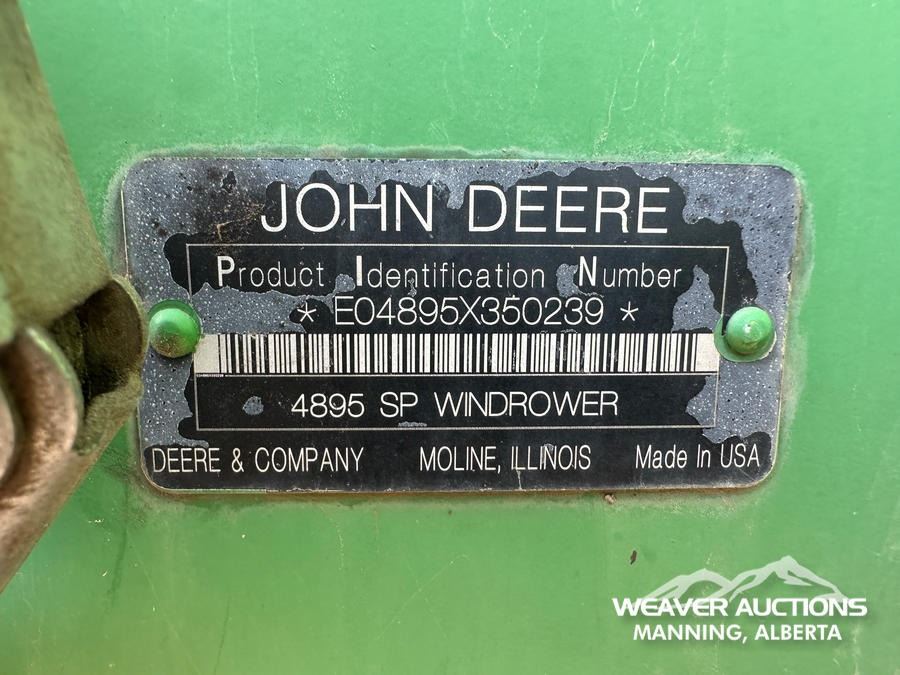 JOHN DEERE
Product Identification Number
* E04895X350239 *
4895 SP WINDROWER
DEERE & COMPANY MOLINE, ILLINOIS Made In USA
WEAVER AUCTIONS
MANNING, ALBERTA